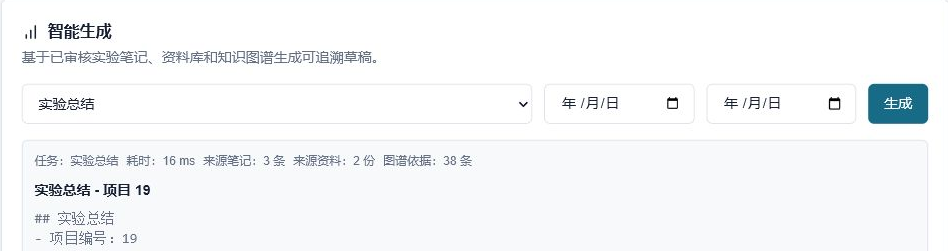 智能生成
基于已审核实验笔记、资料库和知识图谱生成可追溯草稿。
实验总结 年 /月/日 年 /月/日 生成
任务：实验总结 耗时：16 ms 来源笔记：3 条 来源资料：2 份 图谱依据：38 条
实验总结 - 项目 19
## 实验总结
- 项目编号：19